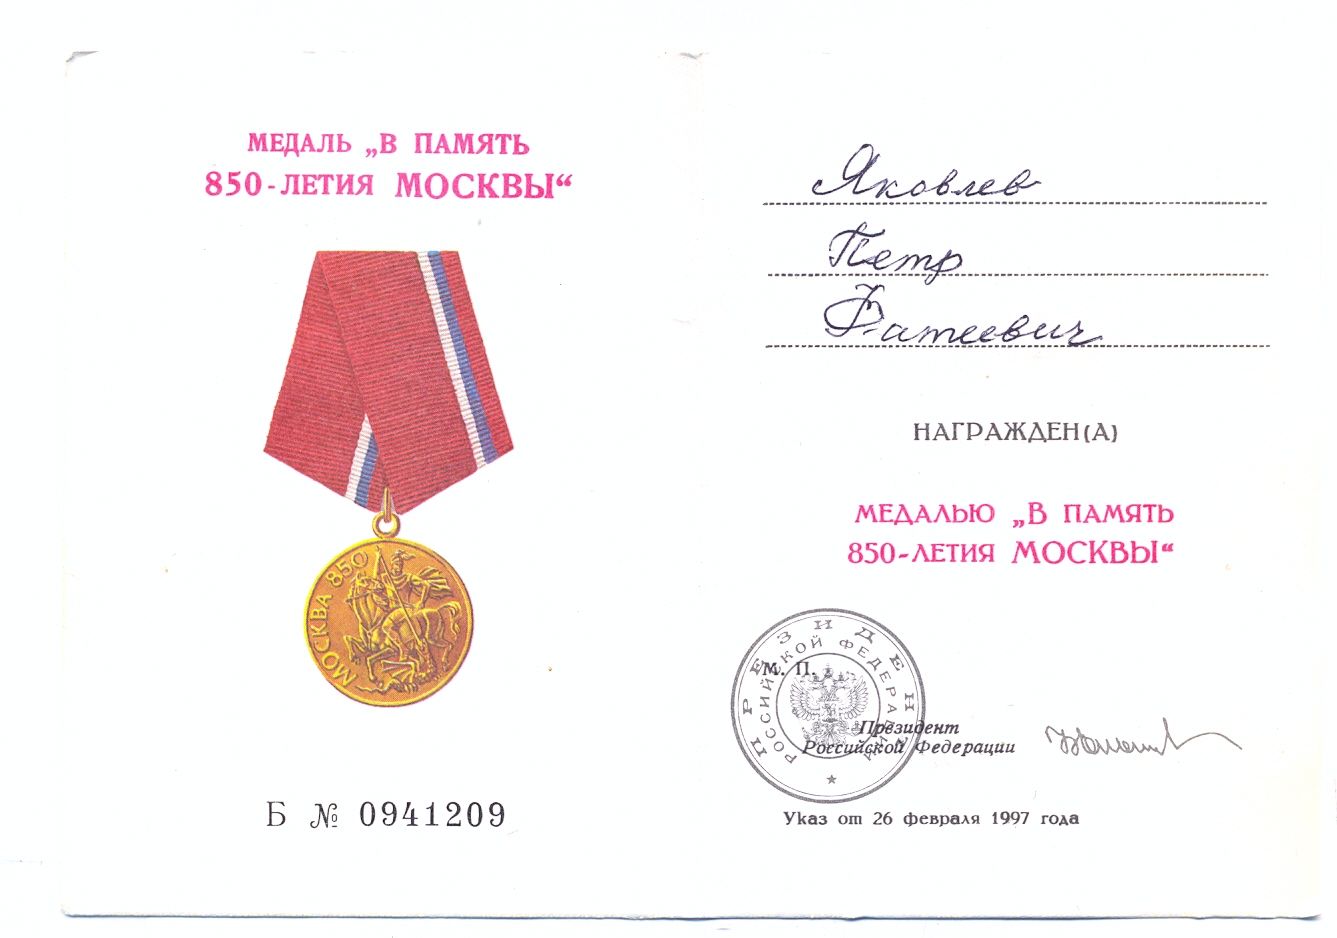 МЕДАЛЬ „В ПАМЯТЬ
850-ЛЕТИЯ МОСКВЫ“
МОСКВА 850
Б № 0941209
Яковлев
Петр
Фатеевич
НАГРАЖДЕН(А)
МЕДАЛЬЮ „В ПАМЯТЬ
850-ЛЕТИЯ МОСКВЫ“
ПРЕЗИДЕНТ
РОССИЙСКОЙ ФЕДЕРАЦИИ
М. П.
Президент
Российской Федерации
Указ от 26 февраля 1997 года